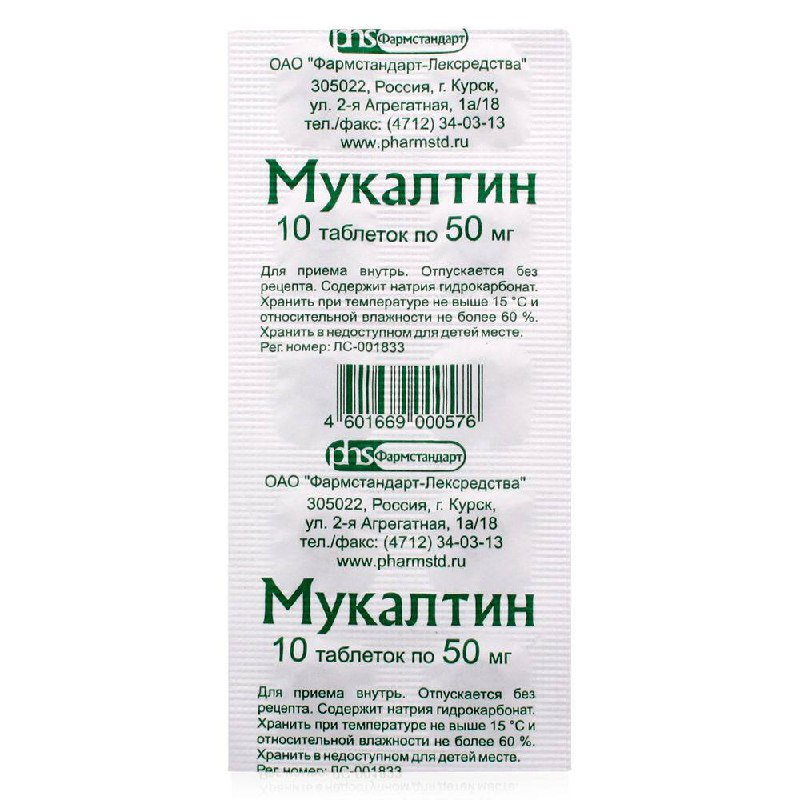 phs Фармстандарт
ОАО "Фармстандарт-Лексредства"
305022, Россия, г. Курск,
ул. 2-я Агрегатная, 1а/18
тел./факс: (4712) 34-03-13
www.pharmstd.ru
Мукалтин
10 таблеток по 50 мг
Для приема внутрь. Отпускается без
рецепта. Содержит натрия гидрокарбонат.
Хранить при температуре не выше 15 °С и
относительной влажности не более 60 %.
Хранить в недоступном для детей месте.
Рег. номер: ЛС-001833
4 601669 000576
phs Фармстандарт
ОАО "Фармстандарт-Лексредства"
305022, Россия, г. Курск,
ул. 2-я Агрегатная, 1а/18
тел./факс: (4712) 34-03-13
www.pharmstd.ru
Мукалтин
10 таблеток по 50 мг
Для приема внутрь. Отпускается без
рецепта. Содержит натрия гидрокарбонат.
Хранить при температуре не выше 15 °С и
относительной влажности не более 60 %.
Хранить в недоступном для детей месте.
Рег. номер: ЛС-001833